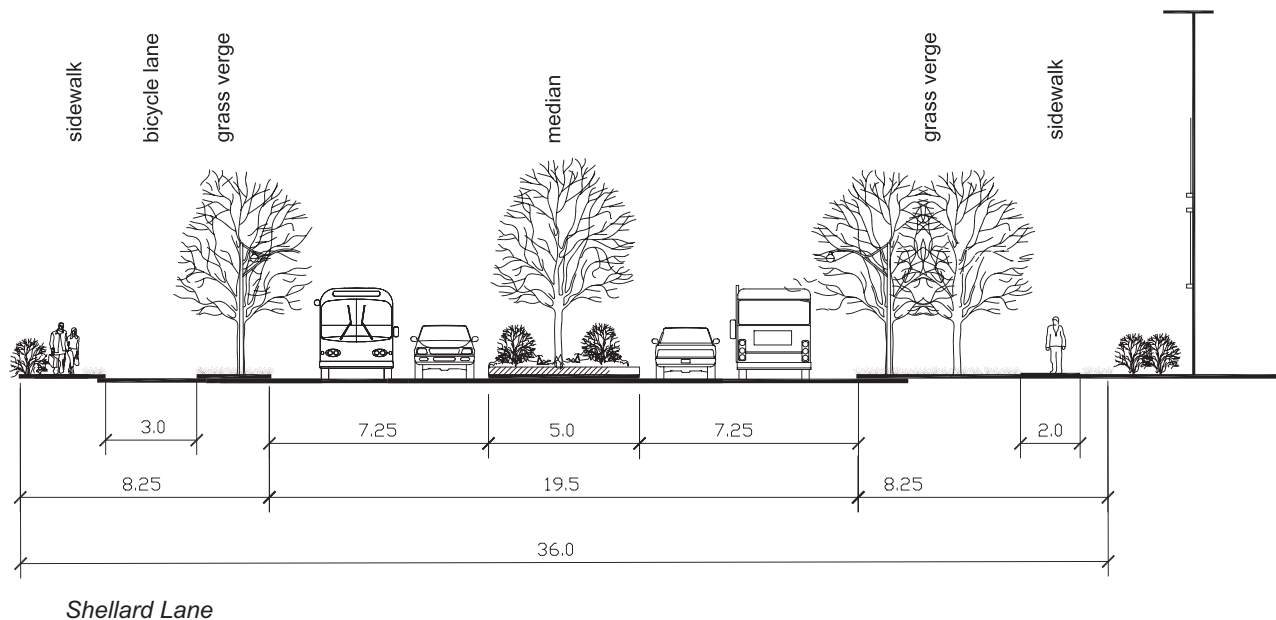 sidewalk
bicycle lane
grass verge
median
grass verge
sidewalk
3.0
7.25
5.0
7.25
2.0
8.25
19.5
8.25
36.0
Shellard Lane